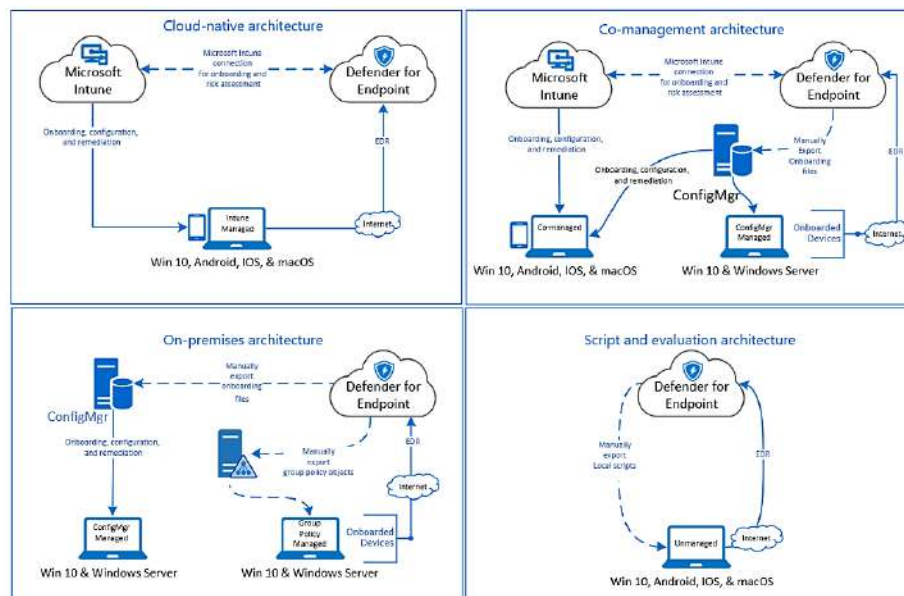 Cloud-native architecture
Microsoft
Intune
Microsoft Intune
connection
for onboarding and
risk assessment
Defender for
Endpoint
Onboarding, configuration,
and remediation
EDR
Intune
Managed
Internet
Win 10, Android, IOS, & macOS
Co-management architecture
Microsoft
Intune
Microsoft Intune
connection
for onboarding and
risk assessment
Defender for
Endpoint
Onboarding, configuration,
and remediation
Onboarding, configuration,
and remediation
Manually
Export
Onboarding
files
EDR
ConfigMgr
Co-managed
ConfigMgr
Managed
Onboarded
Devices
Internet
Win 10, Android, IOS, & macOS
Win 10 & Windows Server
On-premises architecture
Manually
export
onboarding
files
Defender for
Endpoint
ConfigMgr
Onboarding, configuration,
and remediation
Manually
export
group policy objects
EDR
Internet
ConfigMgr
Managed
Group
Policy
Managed
Onboarded
Devices
Win 10 & Windows Server
Win 10 & Windows Server
Script and evaluation architecture
Defender for
Endpoint
Manually
export
Local scripts
EDR
Unmanaged
Internet
Win 10, Android, IOS, & macOS